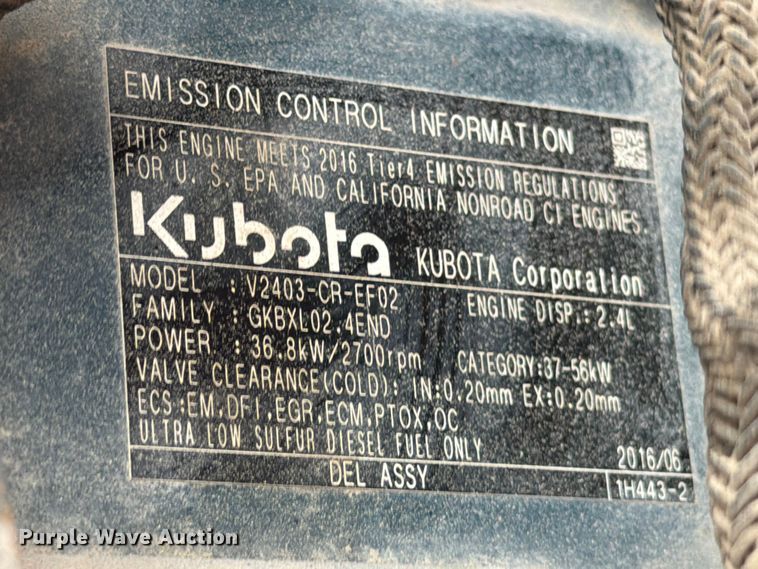 EMISSION CONTROL INFORMATION
THIS ENGINE MEETS 2016 Tier4 EMISSION REGULATIONS
FOR U. S. EPA AND CALIFORNIA NONROAD CI ENGINES.
Kubota KUBOTA Corporation
MODEL : V2403-CR-EF02 ENGINE DISP.: 2.4L
FAMILY : GKBXL02.4END
POWER : 36.8kW/2700rpm CATEGORY:37-56kW
VALVE CLEARANCE(COLD): IN:0.20mm EX:0.20mm
ECS:EM,DFI,EGR,ECM,PTOX,OC
ULTRA LOW SULFUR DIESEL FUEL ONLY 2016/06
DEL ASSY 1H443-2
Purple Wave Auction